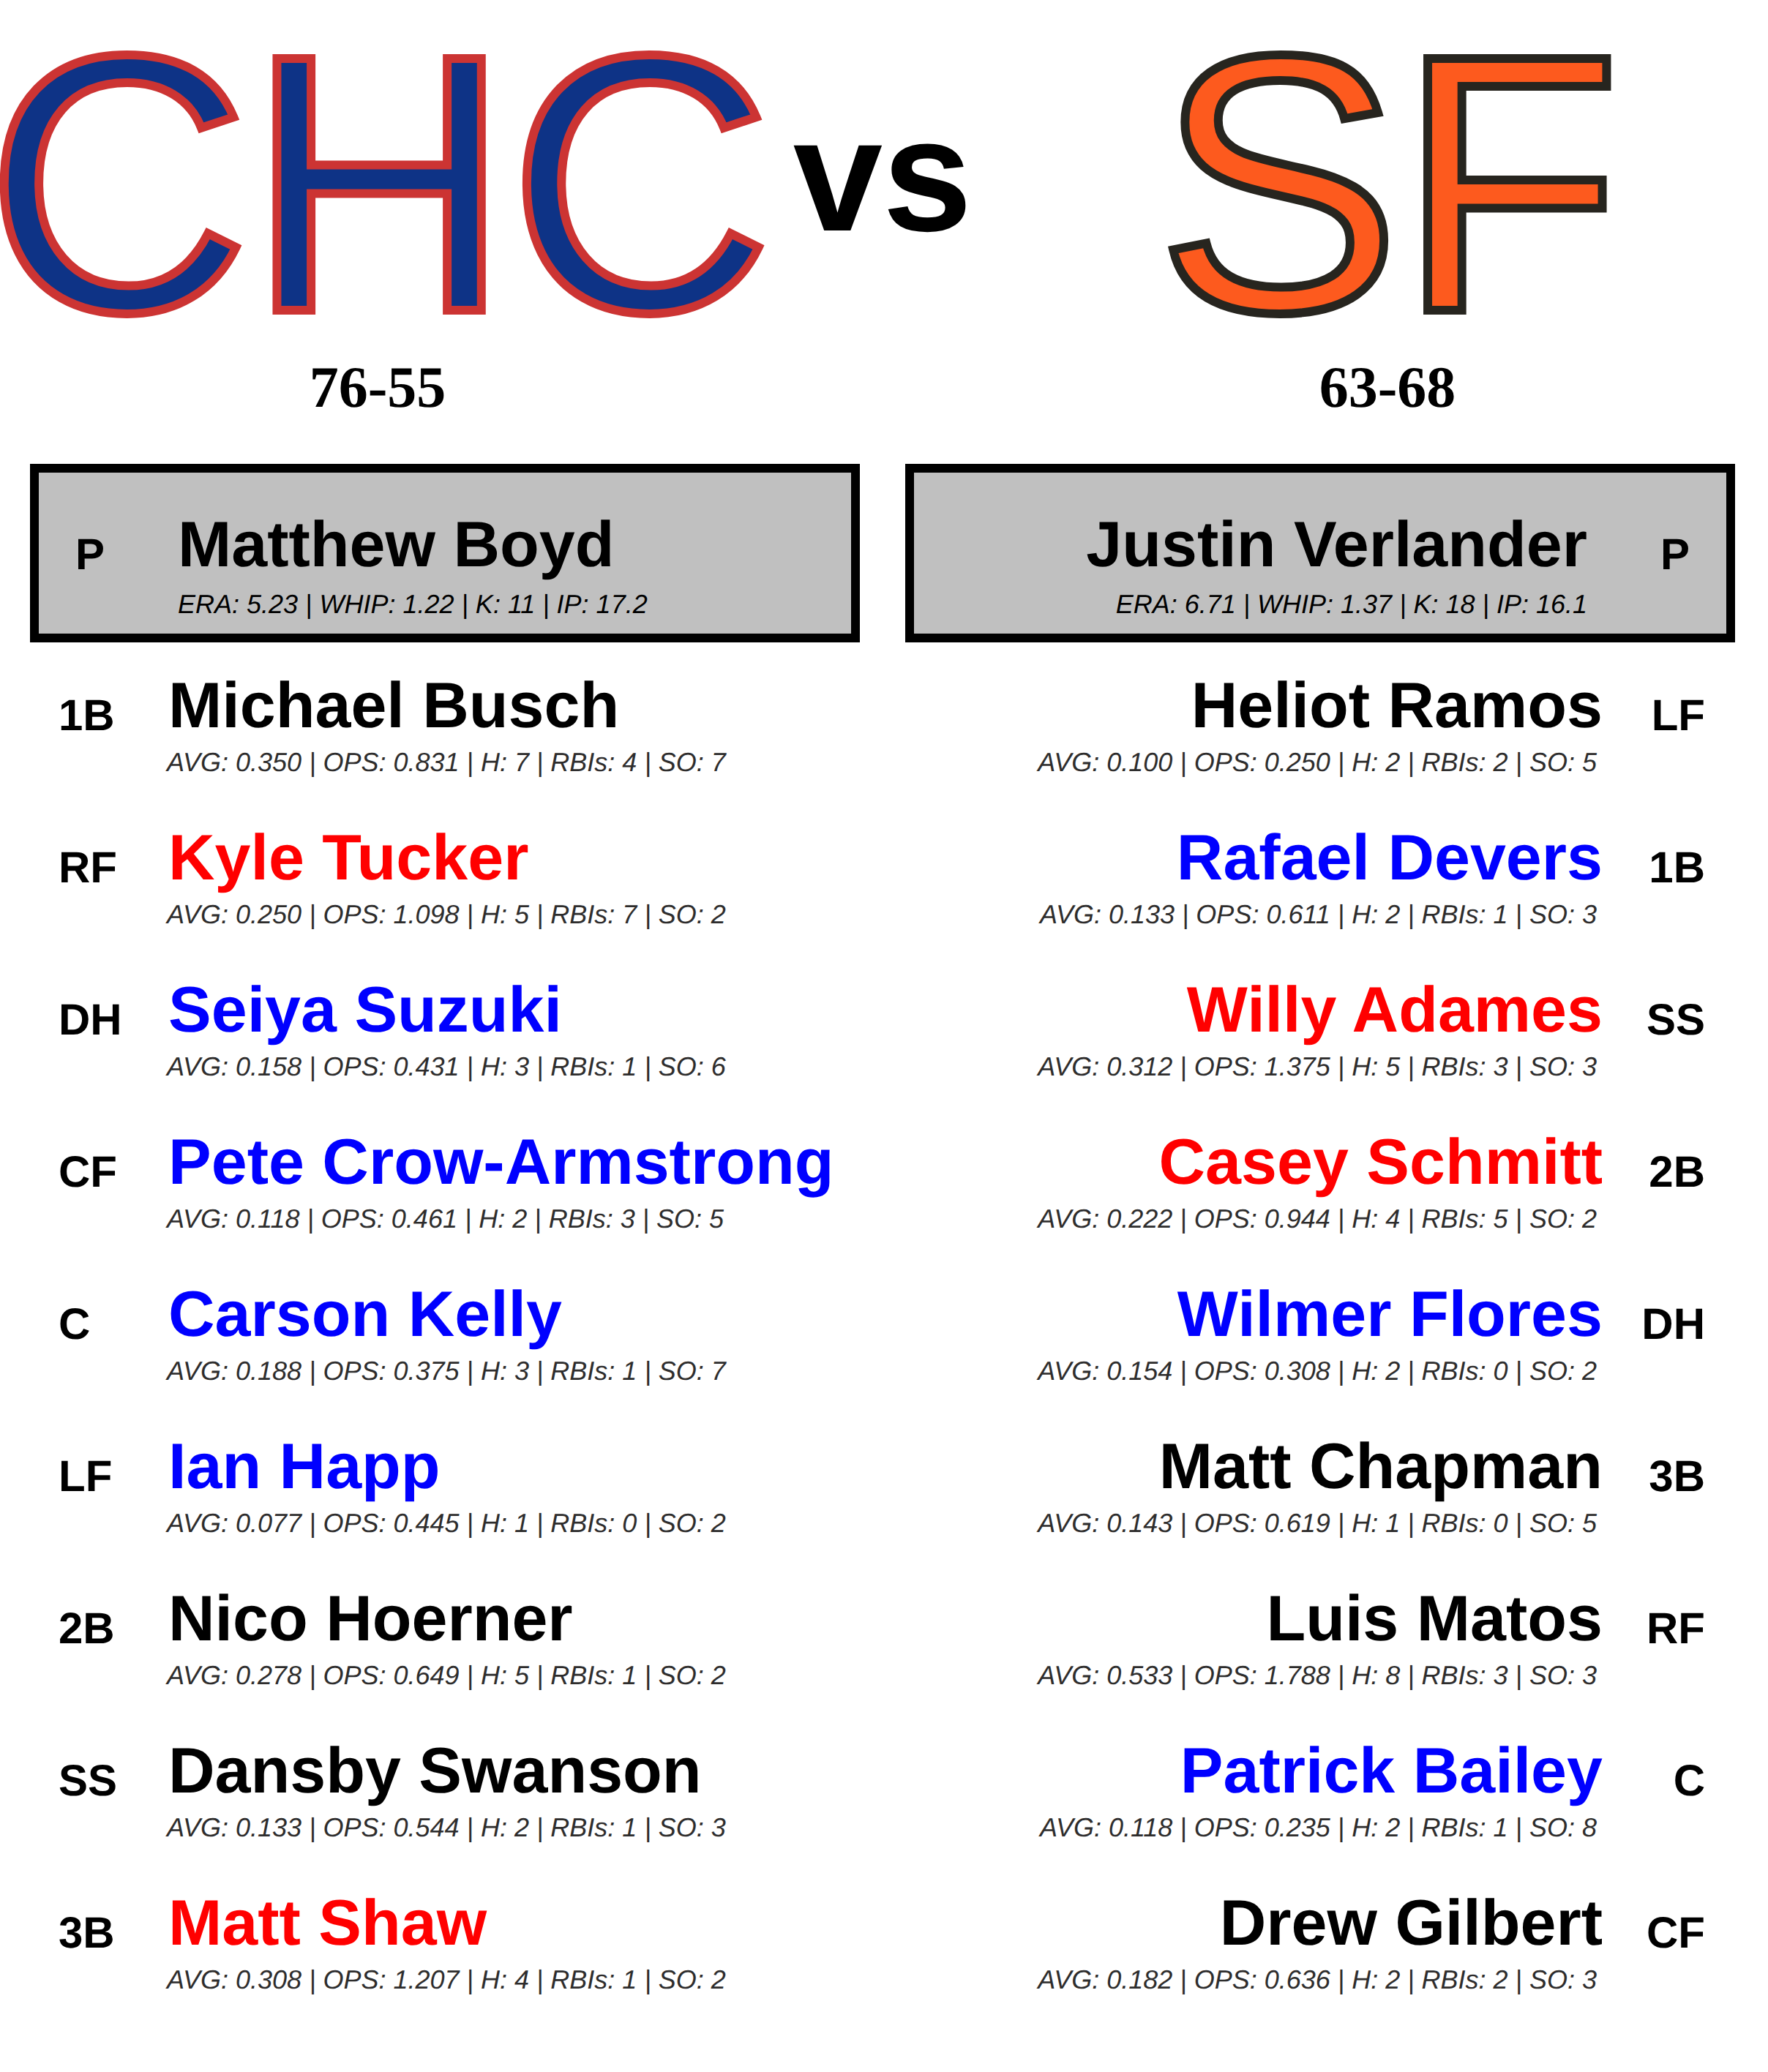 CHC vs SF
76-55 63-68
P Matthew Boyd
ERA: 5.23 | WHIP: 1.22 | K: 11 | IP: 17.2
Justin Verlander P
ERA: 6.71 | WHIP: 1.37 | K: 18 | IP: 16.1
1B Michael Busch
AVG: 0.350 | OPS: 0.831 | H: 7 | RBIs: 4 | SO: 7
RF Kyle Tucker
AVG: 0.250 | OPS: 1.098 | H: 5 | RBIs: 7 | SO: 2
DH Seiya Suzuki
AVG: 0.158 | OPS: 0.431 | H: 3 | RBIs: 1 | SO: 6
CF Pete Crow-Armstrong
AVG: 0.118 | OPS: 0.461 | H: 2 | RBIs: 3 | SO: 5
C Carson Kelly
AVG: 0.188 | OPS: 0.375 | H: 3 | RBIs: 1 | SO: 7
LF Ian Happ
AVG: 0.077 | OPS: 0.445 | H: 1 | RBIs: 0 | SO: 2
2B Nico Hoerner
AVG: 0.278 | OPS: 0.649 | H: 5 | RBIs: 1 | SO: 2
SS Dansby Swanson
AVG: 0.133 | OPS: 0.544 | H: 2 | RBIs: 1 | SO: 3
3B Matt Shaw
AVG: 0.308 | OPS: 1.207 | H: 4 | RBIs: 1 | SO: 2
Heliot Ramos LF
AVG: 0.100 | OPS: 0.250 | H: 2 | RBIs: 2 | SO: 5
Rafael Devers 1B
AVG: 0.133 | OPS: 0.611 | H: 2 | RBIs: 1 | SO: 3
Willy Adames SS
AVG: 0.312 | OPS: 1.375 | H: 5 | RBIs: 3 | SO: 3
Casey Schmitt 2B
AVG: 0.222 | OPS: 0.944 | H: 4 | RBIs: 5 | SO: 2
Wilmer Flores DH
AVG: 0.154 | OPS: 0.308 | H: 2 | RBIs: 0 | SO: 2
Matt Chapman 3B
AVG: 0.143 | OPS: 0.619 | H: 1 | RBIs: 0 | SO: 5
Luis Matos RF
AVG: 0.533 | OPS: 1.788 | H: 8 | RBIs: 3 | SO: 3
Patrick Bailey C
AVG: 0.118 | OPS: 0.235 | H: 2 | RBIs: 1 | SO: 8
Drew Gilbert CF
AVG: 0.182 | OPS: 0.636 | H: 2 | RBIs: 2 | SO: 3